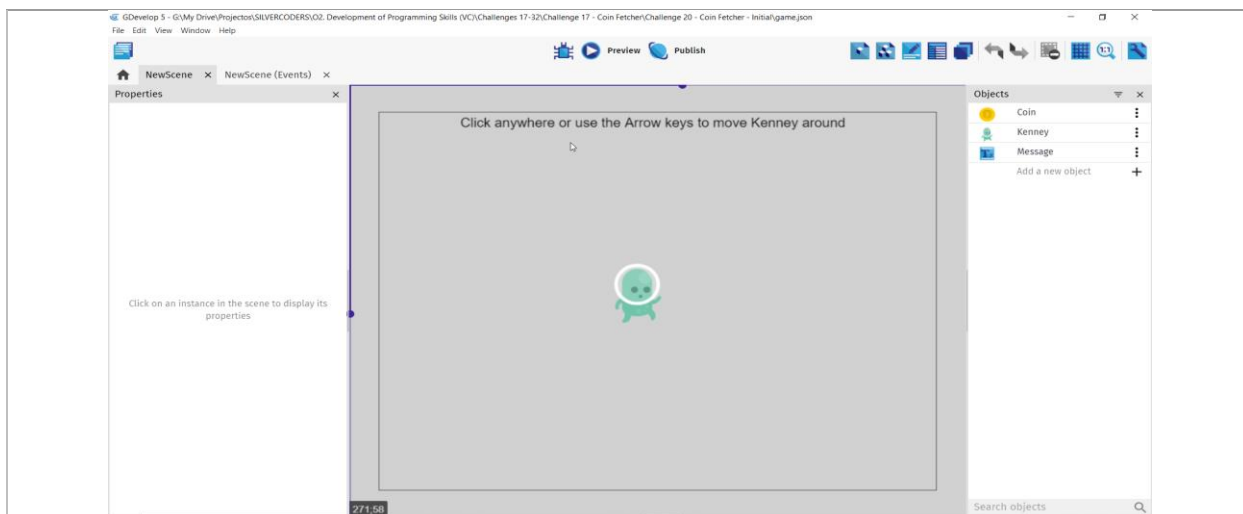 GDevelop 5 - G:\My Drive\Projectos\SILVERCODERS\O2. Development of Programming Skills (VC)\Challenges 17-32\Challenge 17 - Coin Fetcher\Challenge 20 - Coin Fetcher - Initial\game.json
File Edit View Window Help
Preview Publish
1:1
NewScene NewScene (Events)
Properties
Objects
Click anywhere or use the Arrow keys to move Kenney around
Coin
Kenney
Message
Add a new object
Click on an instance in the scene to display its
properties
271;58
Search objects